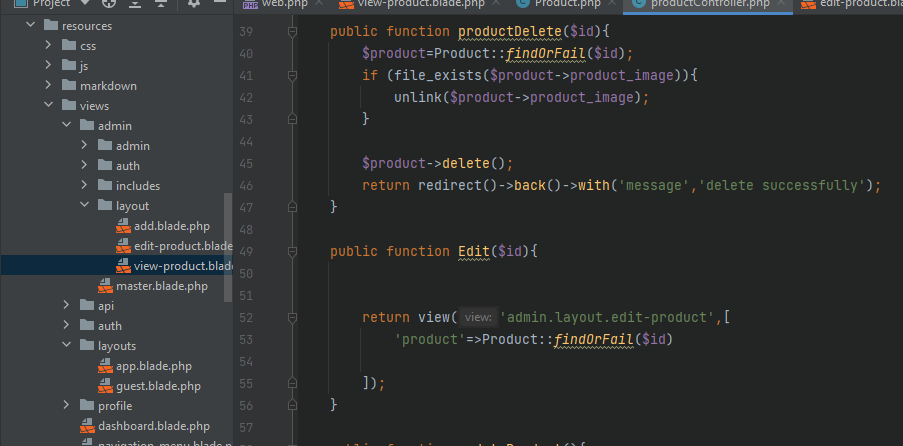 Project
web.php
view-product.blade.php
Product.php
productController.php
edit-product.bla
resources
css
js
markdown
views
admin
admin
auth
includes
layout
add.blade.php
edit-product.blade
view-product.blad
master.blade.php
api
auth
layouts
app.blade.php
guest.blade.php
profile
dashboard.blade.php
navigation-menu.blade.p
39 public function productDelete($id){
40 $product=Product::findOrFail($id);
41 if (file_exists($product->product_image)){
42 unlink($product->product_image);
43 }
44
45 $product->delete();
46 return redirect()->back()->with('message','delete successfully');
47 }
48
49 public function Edit($id){
50
51
52 return view( view: 'admin.layout.edit-product',[
53 'product'=>Product::findOrFail($id)
54
55 ]);
56 }
57